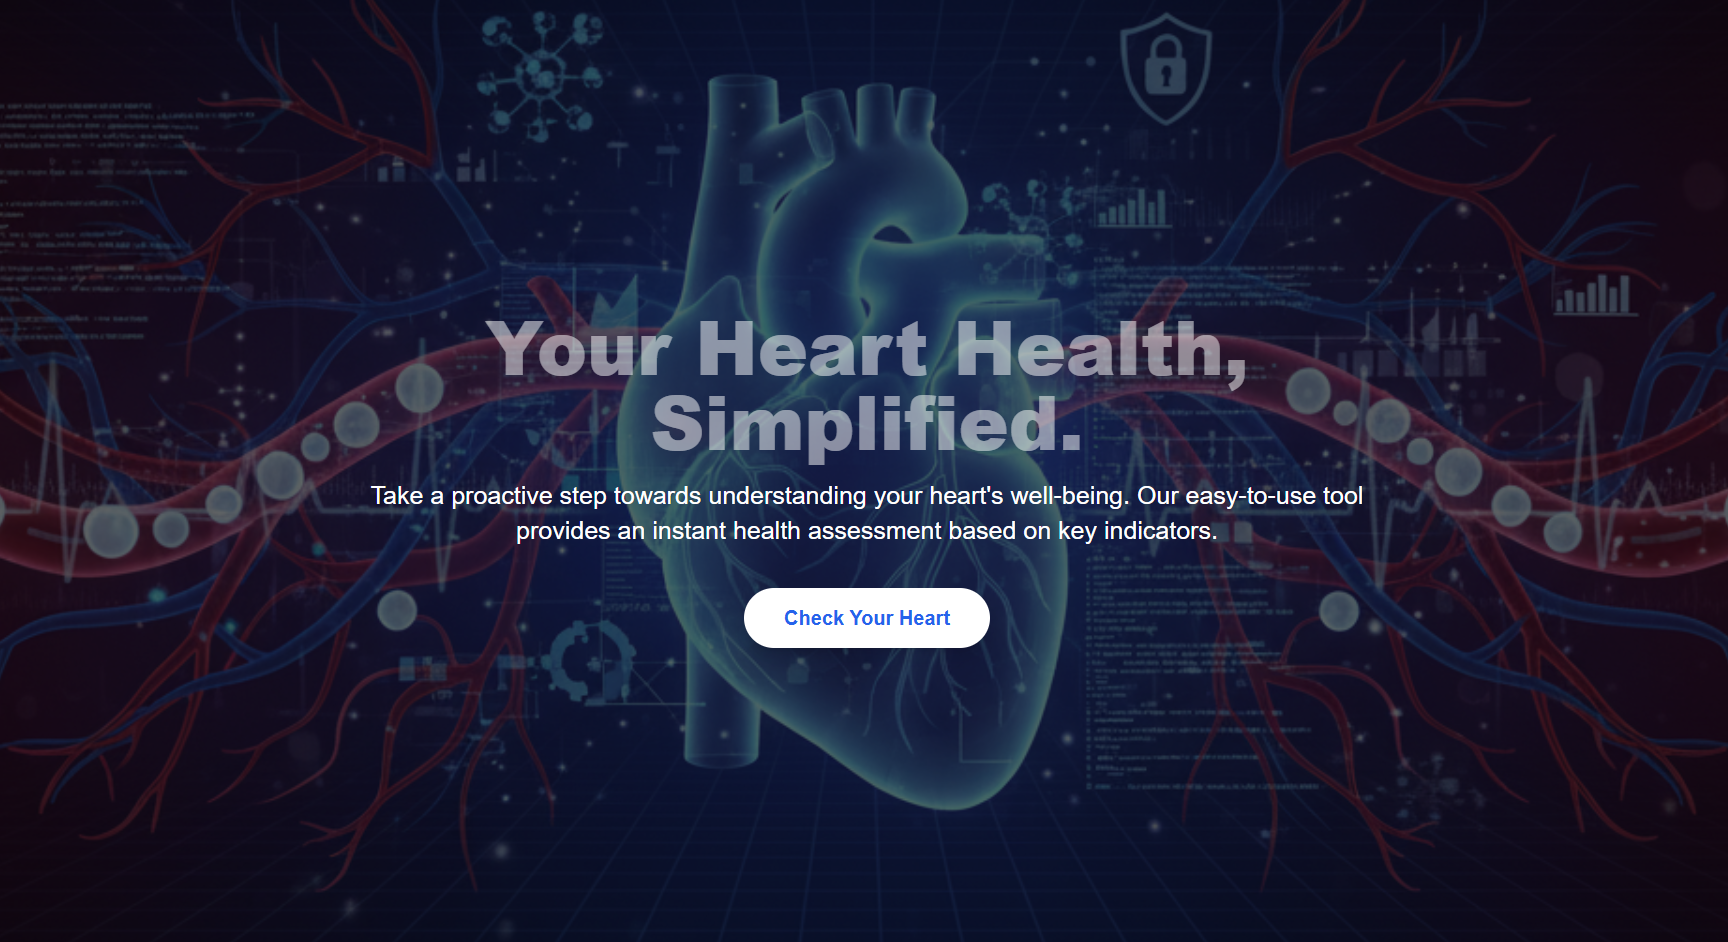 Your Heart Health,
Simplified.
Take a proactive step towards understanding your heart's well-being. Our easy-to-use tool
provides an instant health assessment based on key indicators.
Check Your Heart